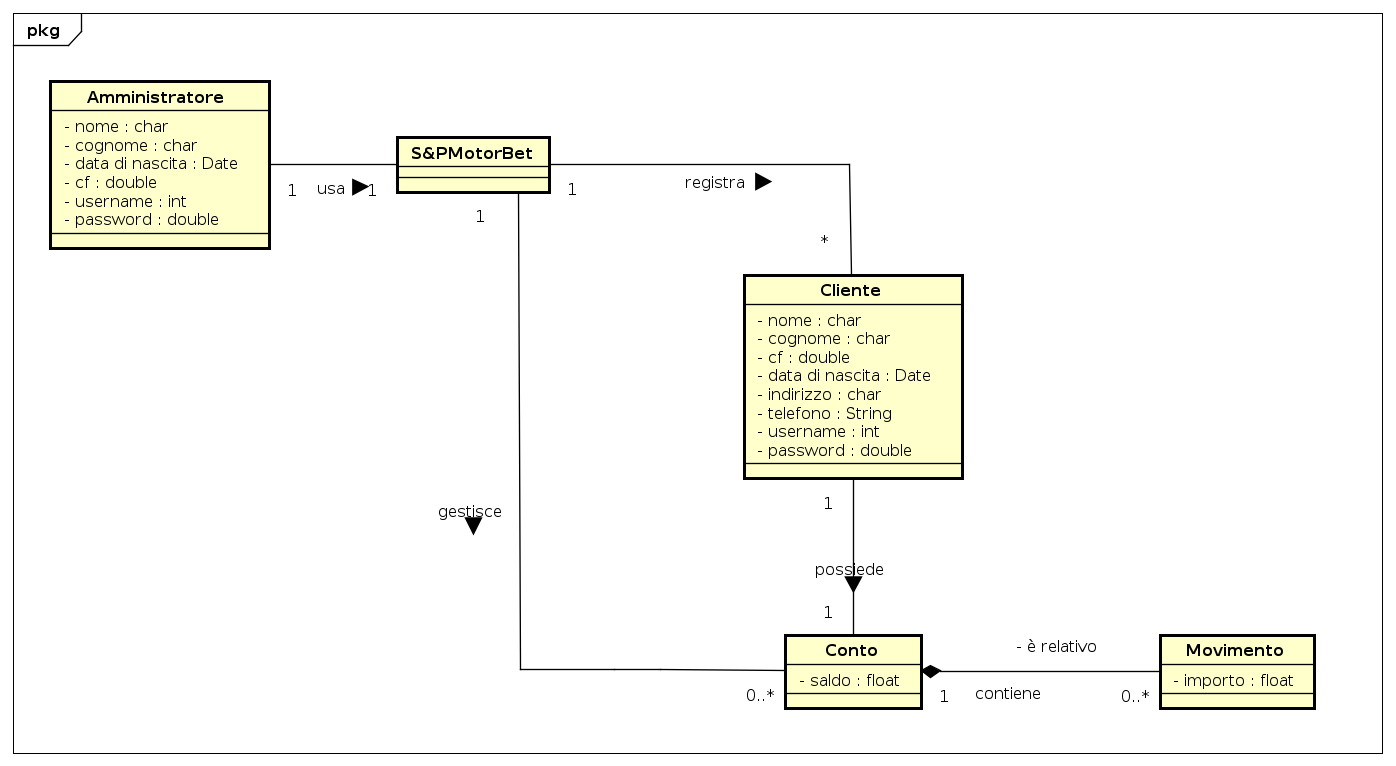 pkg
Amministratore
- nome : char
- cognome : char
- data di nascita : Date
- cf : double
- username : int
- password : double
1
usa
1
S&PMotorBet
1
1
registra
*
Cliente
- nome : char
- cognome : char
- cf : double
- data di nascita : Date
- indirizzo : char
- telefono : String
- username : int
- password : double
1
gestisce
possiede
1
0..*
Conto
- saldo : float
1
- è relativo
contiene
0..*
Movimento
- importo : float